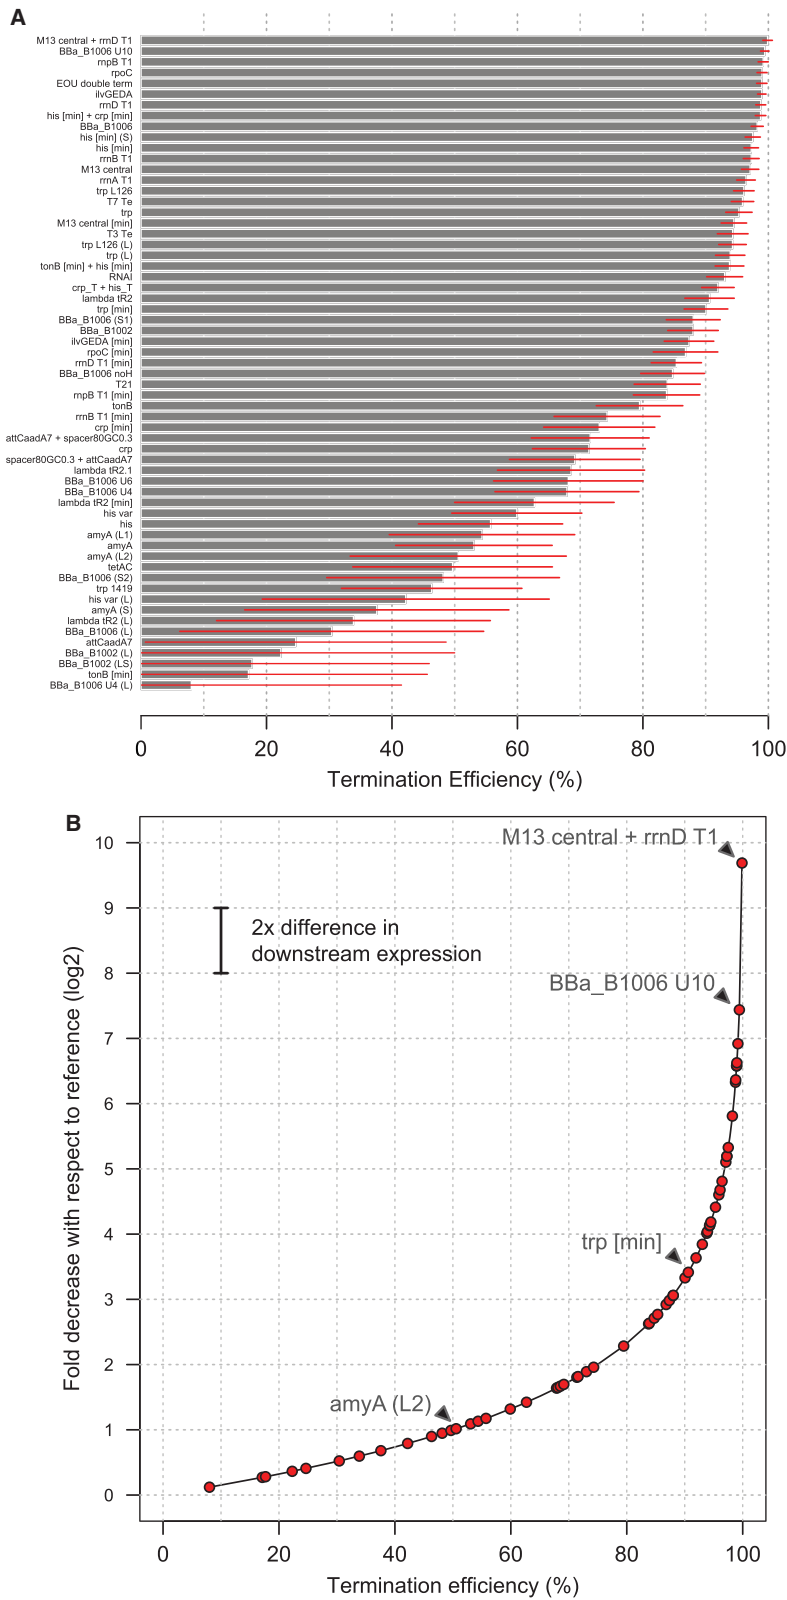 A
M13 central + rrnD T1
BBa_B1006 U10
rnpB T1
rpoC
EOU double term
ilvGEDA
rrnD T1
his [min] + crp [min]
BBa_B1006
his [min] (S)
his [min]
rrnB T1
M13 central
rrnA T1
trp L126
T7 Te
trp
M13 central [min]
T3 Te
trp L126 (L)
trp (L)
tonB [min] + his [min]
RNAI
crp_T + his_T
lambda tR2
trp [min]
BBa_B1006 (S1)
BBa_B1002
ilvGEDA [min]
rpoC [min]
rrnD T1 [min]
BBa_B1006 noH
T21
rnpB T1 [min]
tonB
rrnB T1 [min]
crp [min]
attCaadA7 + spacer80GC0.3
crp
spacer80GC0.3 + attCaadA7
lambda tR2.1
BBa_B1006 U6
BBa_B1006 U4
lambda tR2 [min]
his var
his
amyA (L1)
amyA
amyA (L2)
tetAC
BBa_B1006 (S2)
trp 1419
his var (L)
amyA (S)
lambda tR2 (L)
BBa_B1006 (L)
attCaadA7
BBa_B1002 (L)
BBa_B1002 (LS)
tonB [min]
BBa_B1006 U4 (L)
0 20 40 60 80 100
Termination Efficiency (%)
B
M13 central + rrnD T1
10
9
2x difference in
downstream expression
8
BBa_B1006 U10
7
6
5
4
trp [min]
3
2
amyA (L2)
1
0
Fold decrease with respect to reference (log2)
0 20 40 60 80 100
Termination efficiency (%)